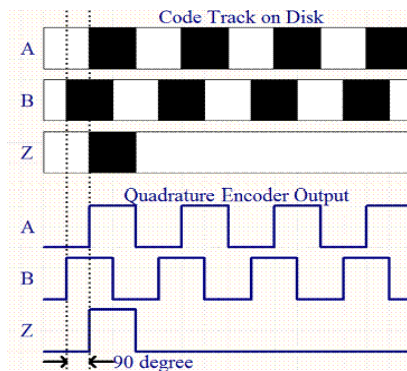 Code Track on Disk
A
B
Z
Quadrature Encoder Output
A
B
Z
90 degree